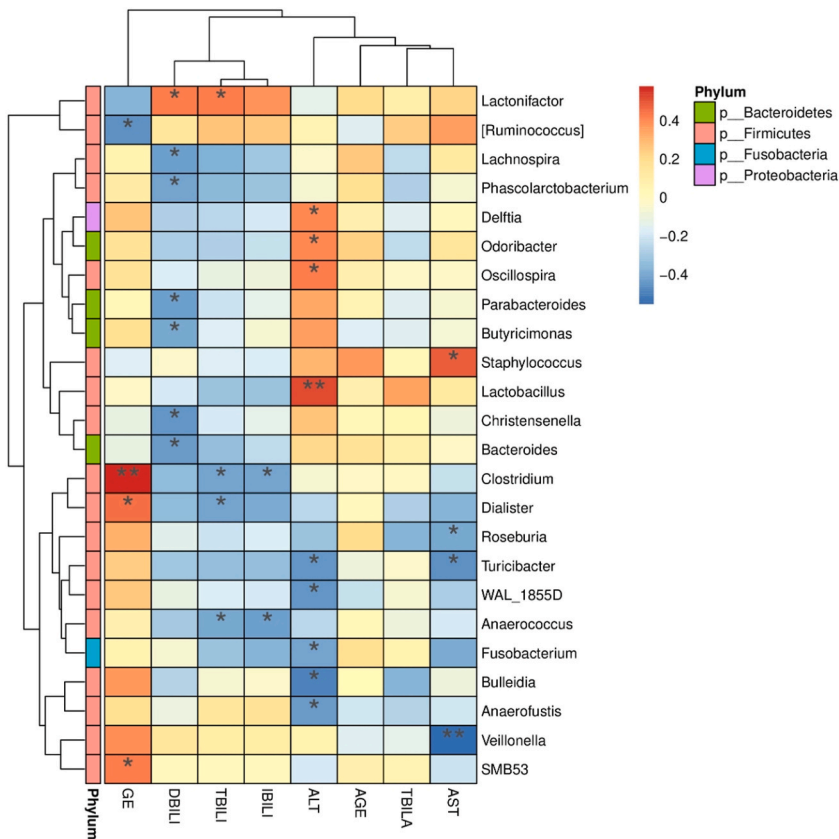 * * Lactonifactor
* [Ruminococcus]
* Lachnospira
* Phascolarctobacterium
* Delftia
* Odoribacter
* Oscillospira
* Parabacteroides
* Butyricimonas
* Staphylococcus
** Lactobacillus
* Christensenella
* Bacteroides
** * * Clostridium
* * Dialister
* Roseburia
* * Turicibacter
* WAL_1855D
* * Anaerococcus
* Fusobacterium
* Bulleidia
* Anaerofustis
** Veillonella
* SMB53
Phylum
GE
DBILI
TBILI
IBILI
ALT
AGE
TBILA
AST
0.4
0.2
0
−0.2
−0.4
Phylum
p__Bacteroidetes
p__Firmicutes
p__Fusobacteria
p__Proteobacteria